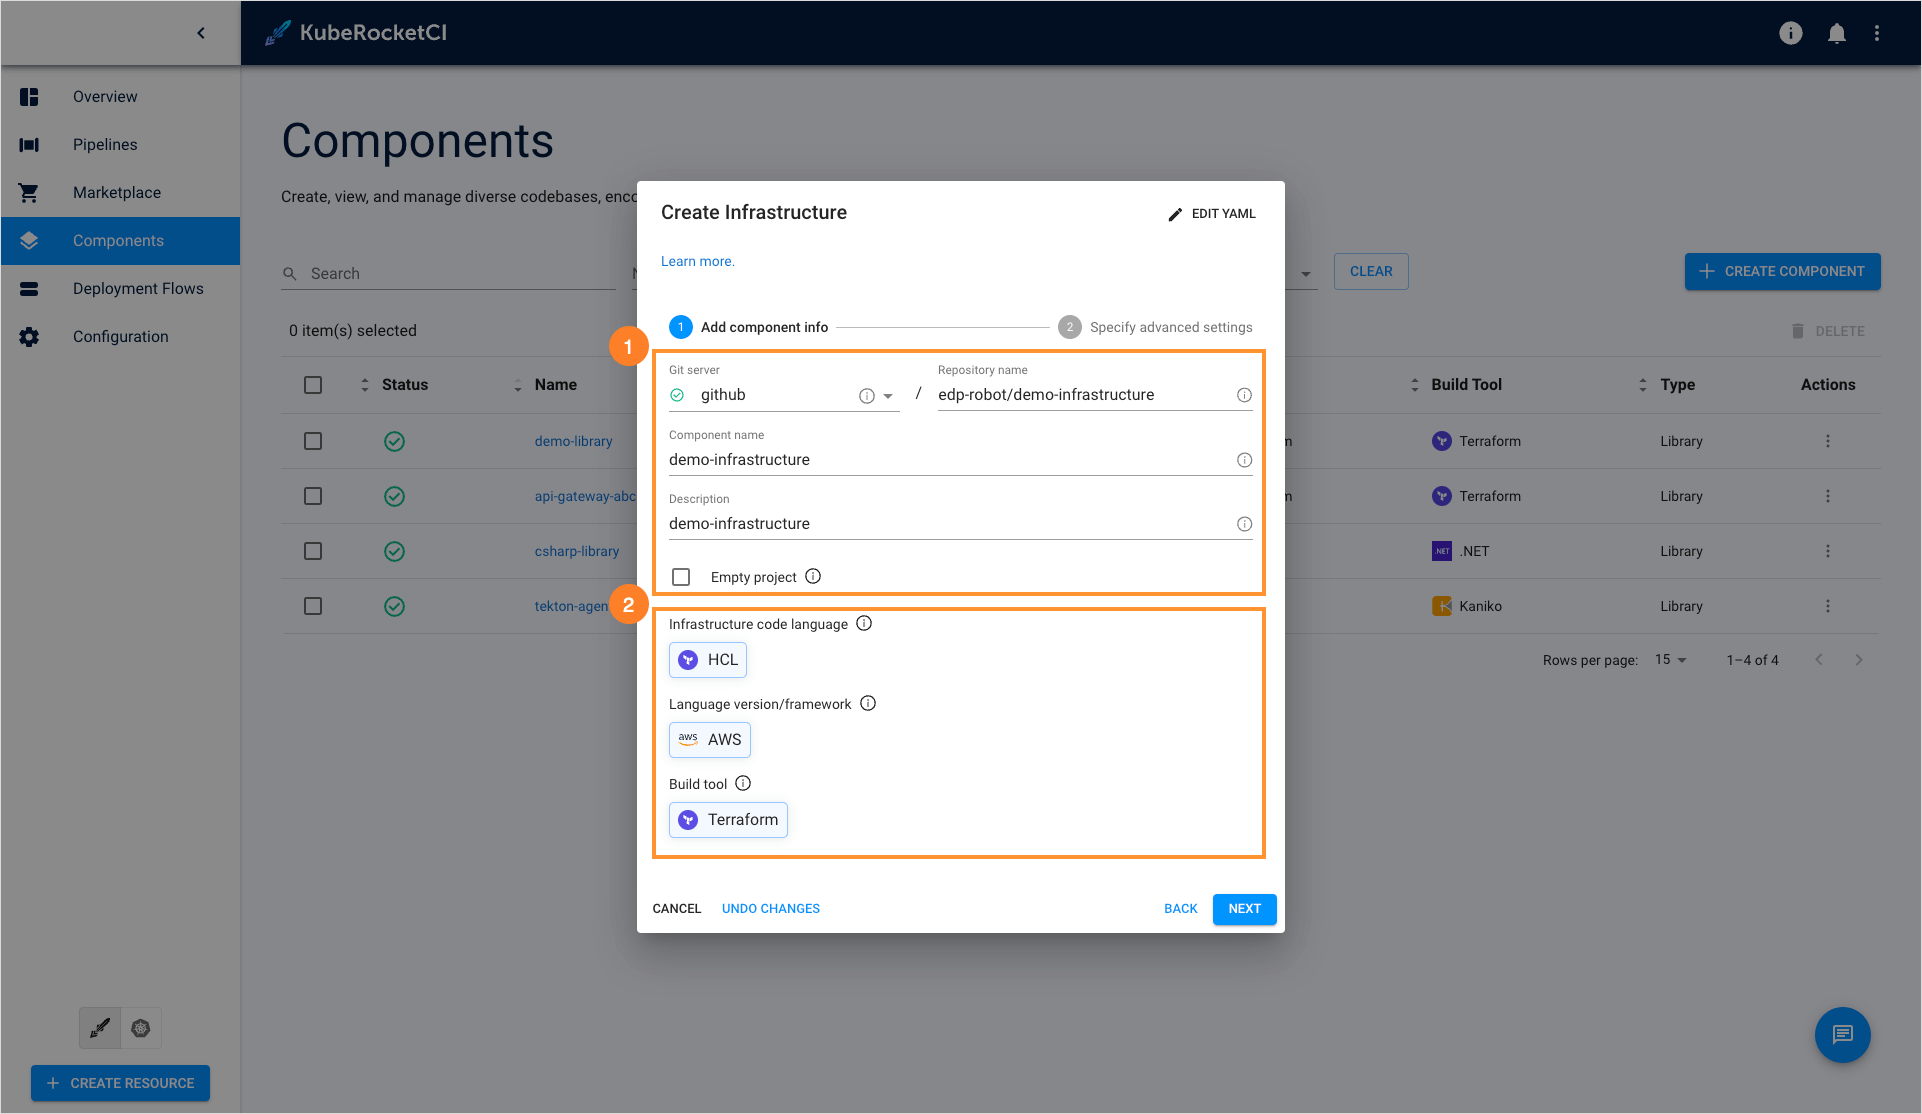 KubeRocketCI
Overview
Pipelines
Marketplace
Components
Deployment Flows
Configuration
CREATE RESOURCE
Components
Create, view, and manage diverse codebases,
Search
CLEAR
CREATE COMPONENT
0 item(s) selected
DELETE
Status Name Build Tool Type Actions
demo-library Terraform Library
api-gateway-abc Terraform Library
csharp-library .NET .NET Library
Kaniko Library
Rows per page: 15 1–4 of 4
Create Infrastructure
EDIT YAML
Learn more.
1 Add component info 2 Specify advanced settings
1
Git server Repository name
github / edp-robot/demo-infrastructure
Component name
demo-infrastructure
Description
demo-infrastructure
Empty project
2
Infrastructure code language
HCL
Language version/framework
aws AWS
Build tool
Terraform
CANCEL UNDO CHANGES BACK NEXT